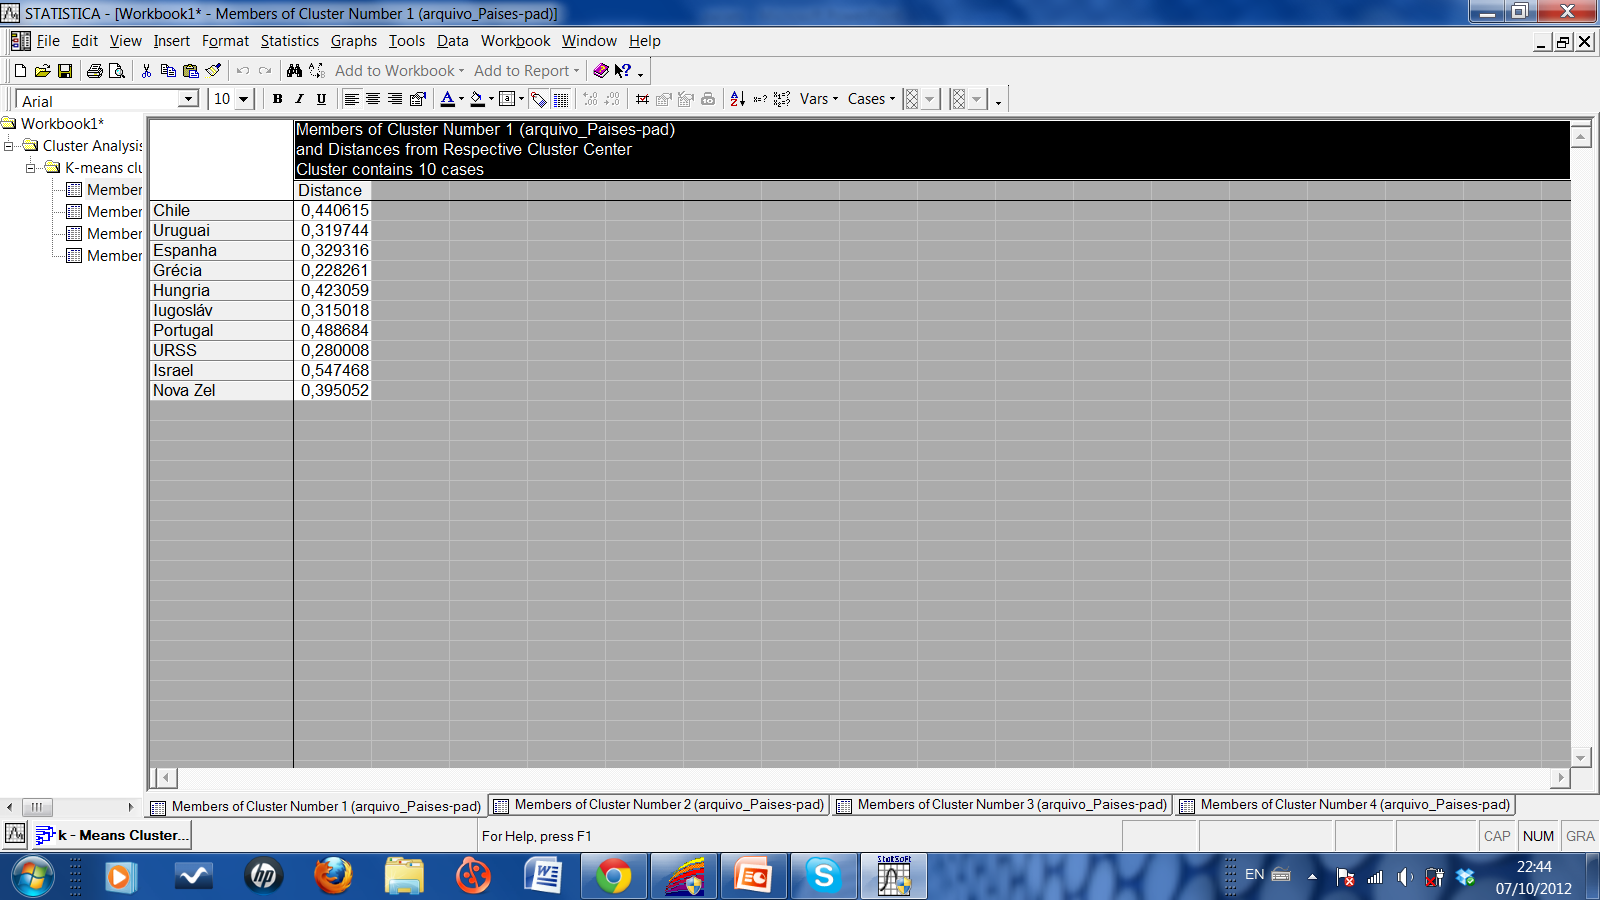 STATISTICA - [Workbook1* - Members of Cluster Number 1 (arquivo_Paises-pad)]
File Edit View Insert Format Statistics Graphs Tools Data Workbook Window Help
Add to Workbook Add to Report
Arial 10 B I U Vars Cases
Workbook1*
Cluster Analysis
K-means clu
Member
Member
Member
Member
Members of Cluster Number 1 (arquivo_Paises-pad)
and Distances from Respective Cluster Center
Cluster contains 10 cases
Distance
Chile 0,440615
Uruguai 0,319744
Espanha 0,329316
Grécia 0,228261
Hungria 0,423059
Iugosláv 0,315018
Portugal 0,488684
URSS 0,280008
Israel 0,547468
Nova Zel 0,395052
Members of Cluster Number 1 (arquivo_Paises-pad) Members of Cluster Number 2 (arquivo_Paises-pad) Members of Cluster Number 3 (arquivo_Paises-pad) Members of Cluster Number 4 (arquivo_Paises-pad)
k - Means Cluster...
For Help, press F1
CAP NUM GRA
hp
StatSoft
EN
22:44
07/10/2012